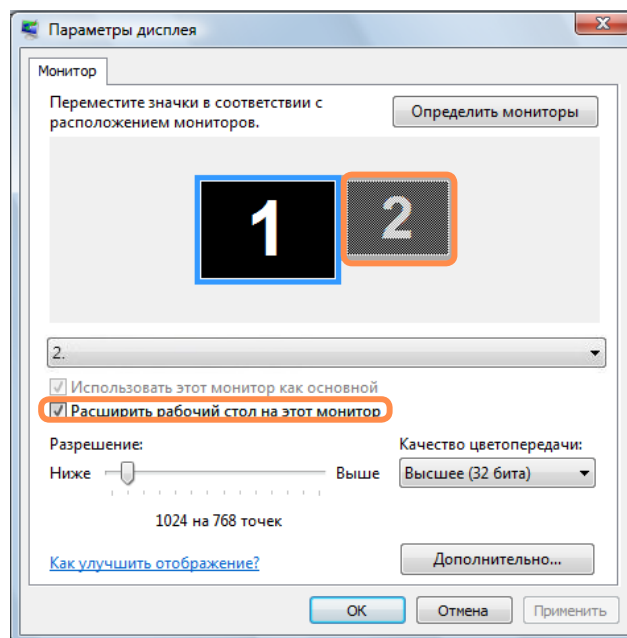 Параметры дисплея
Монитор
Переместите значки в соответствии с
расположением мониторов.
Определить мониторы
1
2
2.
Использовать этот монитор как основной
Расширить рабочий стол на этот монитор
Разрешение:
Ниже
Выше
1024 на 768 точек
Качество цветопередачи:
Высшее (32 бита)
Как улучшить отображение?
Дополнительно...
OK
Отмена
Применить